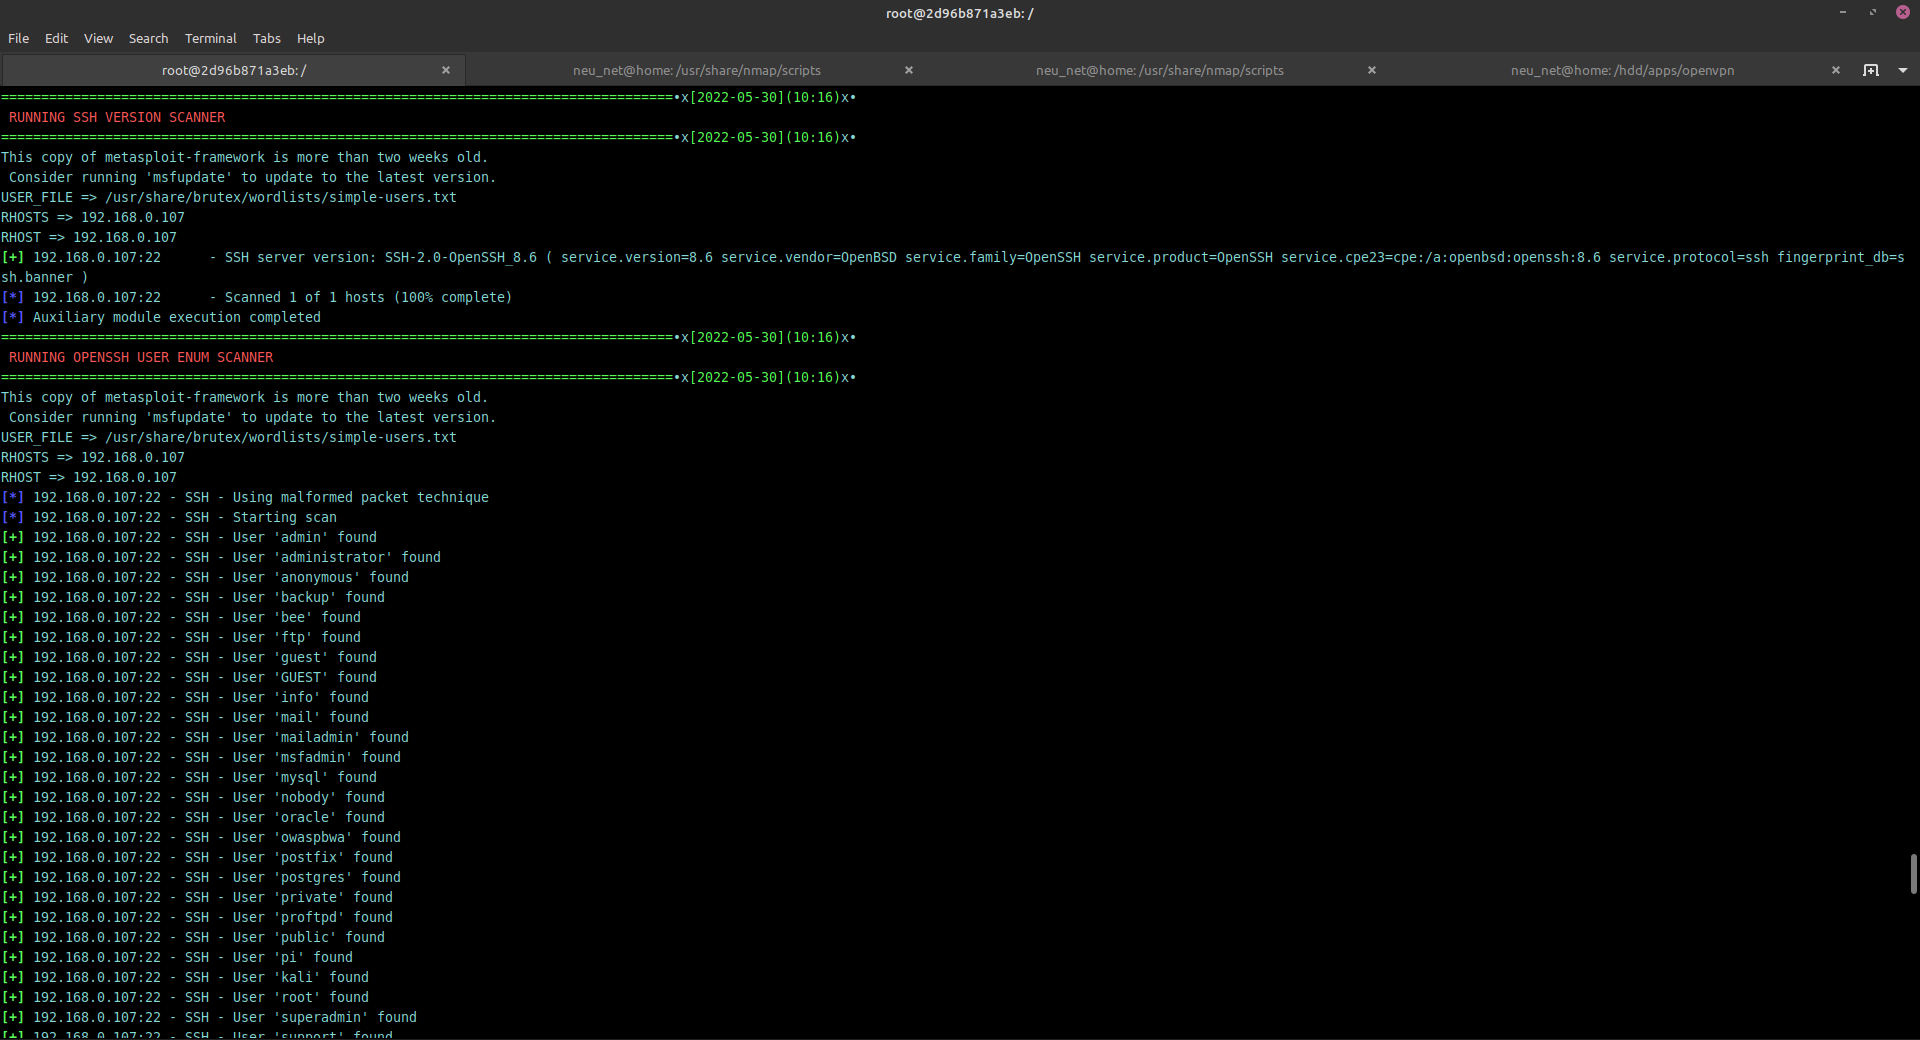 root@2d96b871a3eb: /
File Edit View Search Terminal Tabs Help
root@2d96b871a3eb: / × neu_net@home: /usr/share/nmap/scripts × neu_net@home: /usr/share/nmap/scripts × neu_net@home: /hdd/apps/openvpn ×
====================================================================================•x[2022-05-30](10:16)x•
RUNNING SSH VERSION SCANNER
====================================================================================•x[2022-05-30](10:16)x•
This copy of metasploit-framework is more than two weeks old.
Consider running 'msfupdate' to update to the latest version.
USER_FILE => /usr/share/brutex/wordlists/simple-users.txt
RHOSTS => 192.168.0.107
RHOST => 192.168.0.107
[+] 192.168.0.107:22      - SSH server version: SSH-2.0-OpenSSH_8.6 ( service.version=8.6 service.vendor=OpenBSD service.family=OpenSSH service.product=OpenSSH service.cpe23=cpe:/a:openbsd:openssh:8.6 service.protocol=ssh fingerprint_db=s
sh.banner )
[*] 192.168.0.107:22      - Scanned 1 of 1 hosts (100% complete)
[*] Auxiliary module execution completed
====================================================================================•x[2022-05-30](10:16)x•
RUNNING OPENSSH USER ENUM SCANNER
====================================================================================•x[2022-05-30](10:16)x•
This copy of metasploit-framework is more than two weeks old.
Consider running 'msfupdate' to update to the latest version.
USER_FILE => /usr/share/brutex/wordlists/simple-users.txt
RHOSTS => 192.168.0.107
RHOST => 192.168.0.107
[*] 192.168.0.107:22 - SSH - Using malformed packet technique
[*] 192.168.0.107:22 - SSH - Starting scan
[+] 192.168.0.107:22 - SSH - User 'admin' found
[+] 192.168.0.107:22 - SSH - User 'administrator' found
[+] 192.168.0.107:22 - SSH - User 'anonymous' found
[+] 192.168.0.107:22 - SSH - User 'backup' found
[+] 192.168.0.107:22 - SSH - User 'bee' found
[+] 192.168.0.107:22 - SSH - User 'ftp' found
[+] 192.168.0.107:22 - SSH - User 'guest' found
[+] 192.168.0.107:22 - SSH - User 'GUEST' found
[+] 192.168.0.107:22 - SSH - User 'info' found
[+] 192.168.0.107:22 - SSH - User 'mail' found
[+] 192.168.0.107:22 - SSH - User 'mailadmin' found
[+] 192.168.0.107:22 - SSH - User 'msfadmin' found
[+] 192.168.0.107:22 - SSH - User 'mysql' found
[+] 192.168.0.107:22 - SSH - User 'nobody' found
[+] 192.168.0.107:22 - SSH - User 'oracle' found
[+] 192.168.0.107:22 - SSH - User 'owaspbwa' found
[+] 192.168.0.107:22 - SSH - User 'postfix' found
[+] 192.168.0.107:22 - SSH - User 'postgres' found
[+] 192.168.0.107:22 - SSH - User 'private' found
[+] 192.168.0.107:22 - SSH - User 'proftpd' found
[+] 192.168.0.107:22 - SSH - User 'public' found
[+] 192.168.0.107:22 - SSH - User 'pi' found
[+] 192.168.0.107:22 - SSH - User 'kali' found
[+] 192.168.0.107:22 - SSH - User 'root' found
[+] 192.168.0.107:22 - SSH - User 'superadmin' found
[+] 192.168.0.107:22 - SSH - User 'support' found